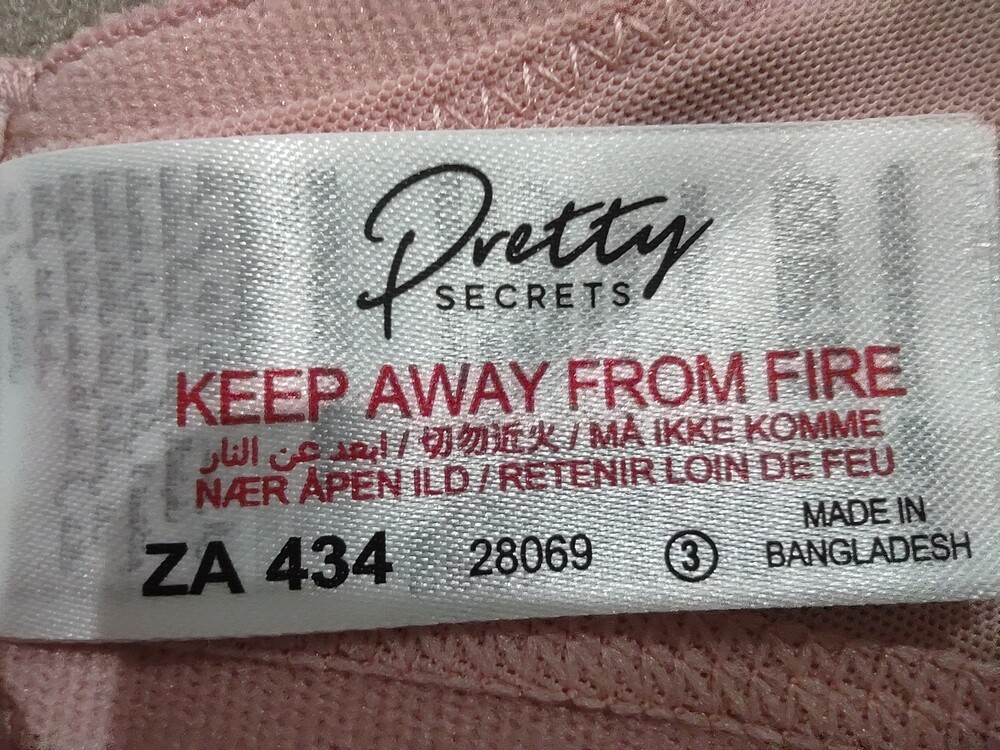 Pretty
SECRETS
KEEP AWAY FROM FIRE
ابعد عن النار / 切勿近火 / MÅ IKKE KOMME
NÆR ÅPEN ILD / RETENIR LOIN DE FEU
ZA 434 28069 3 MADE IN
BANGLADESH